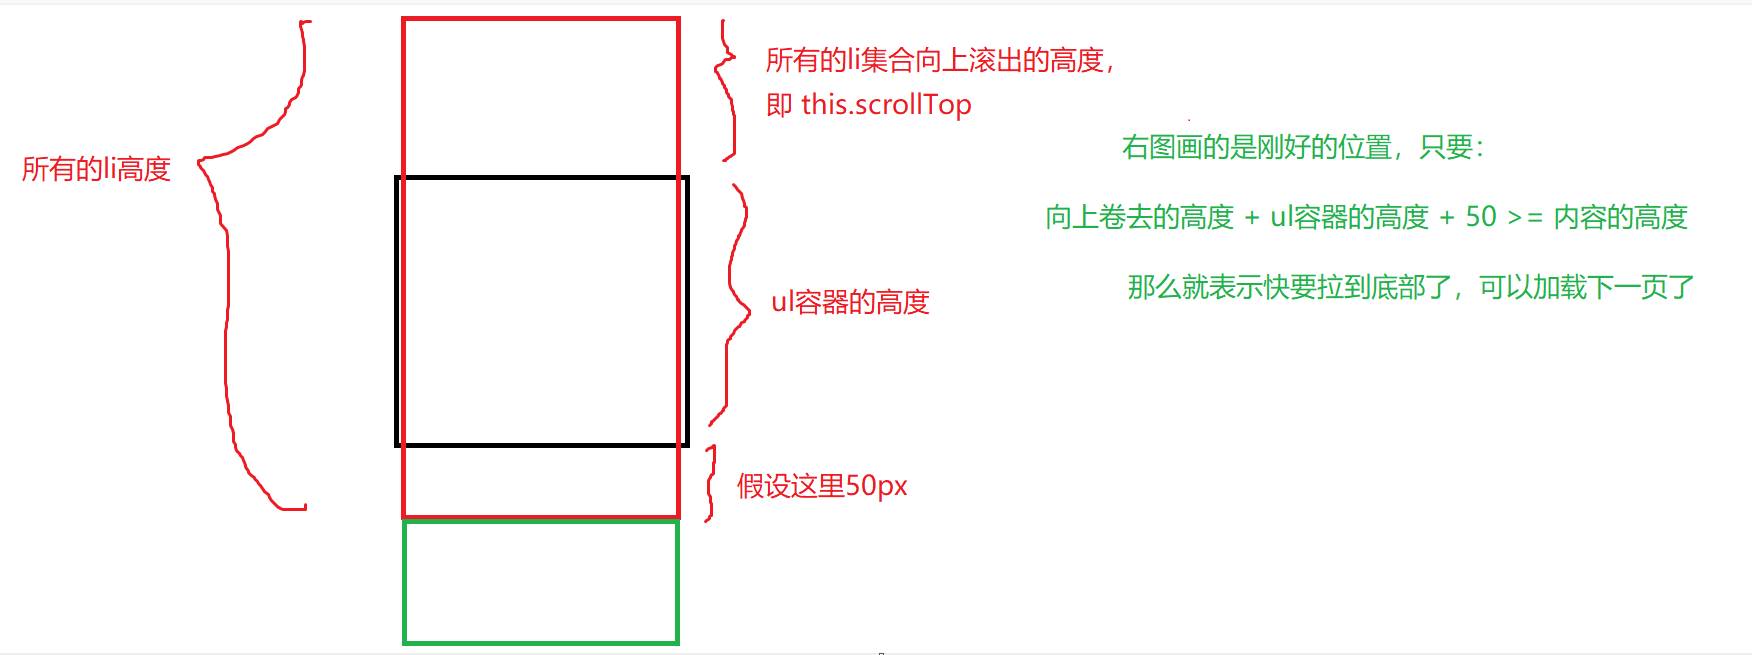 所有的li高度
所有的li集合向上滚出的高度，
即 this.scrollTop
ul容器的高度
假设这里50px
右图画的是刚好的位置，只要：
向上卷去的高度 + ul容器的高度 + 50 >= 内容的高度
那么就表示快要拉到底部了，可以加载下一页了